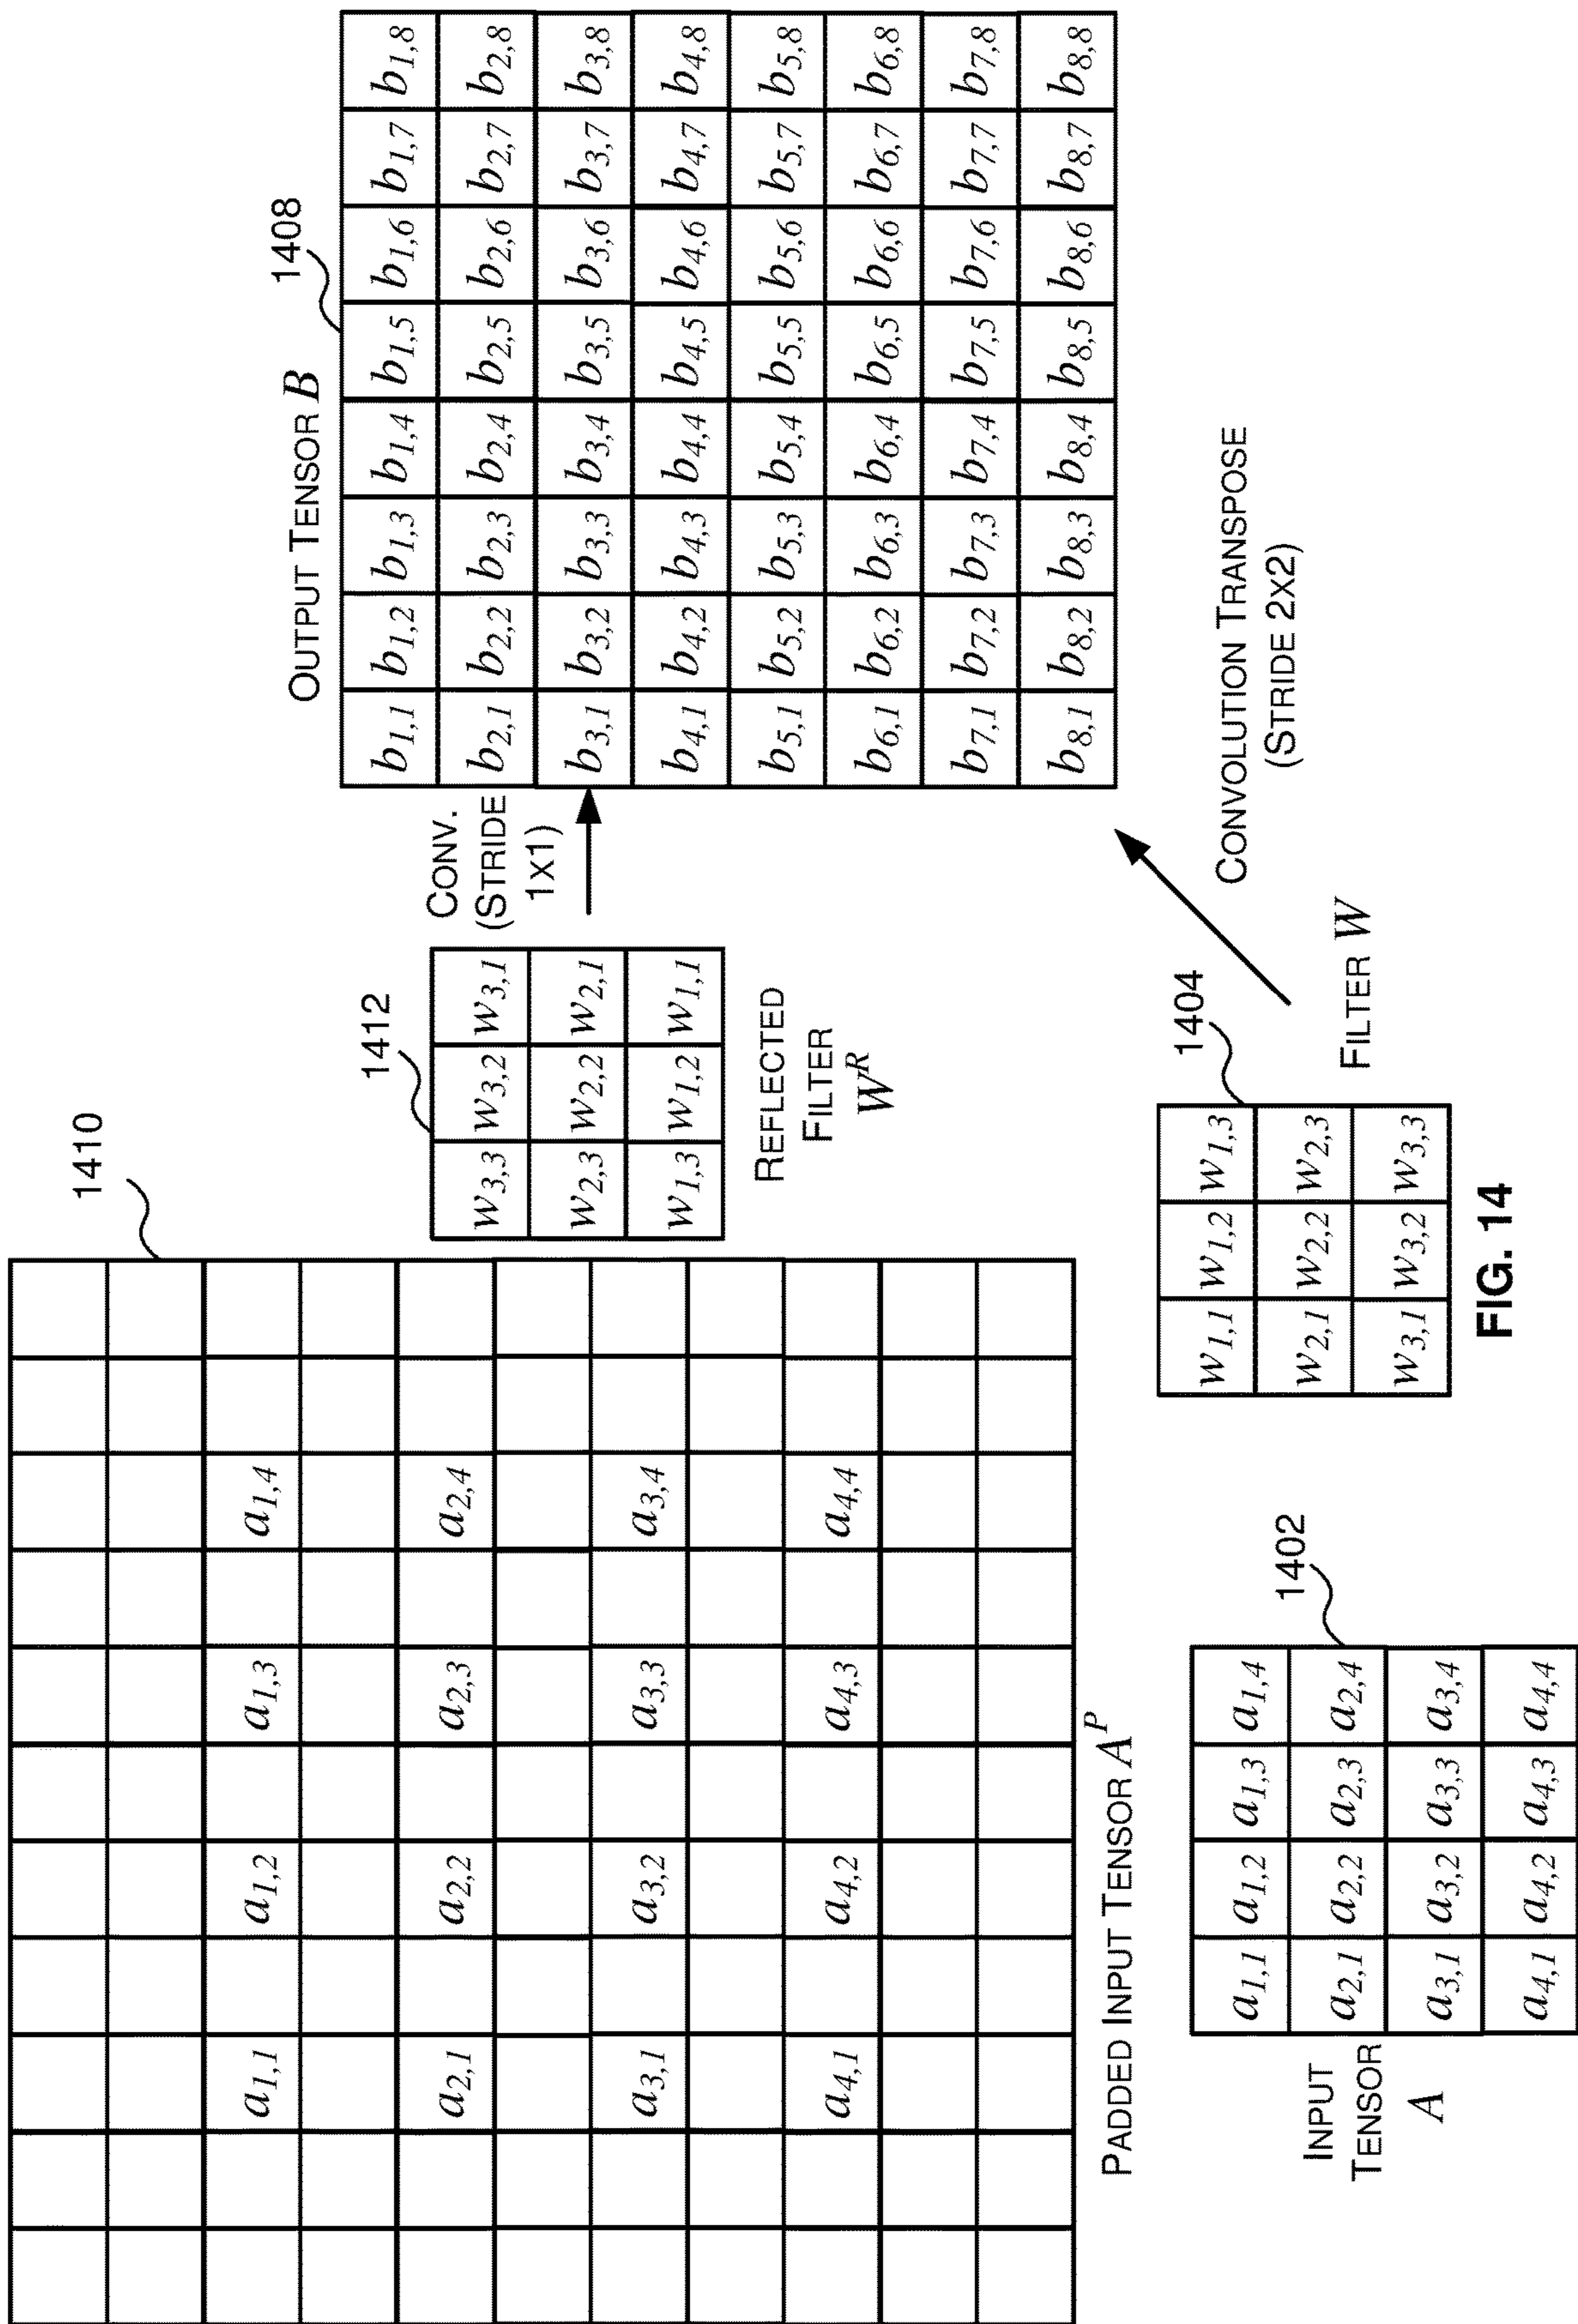 1410
a1,1 a1,2 a1,3 a1,4
a2,1 a2,2 a2,3 a2,4
a3,1 a3,2 a3,3 a3,4
a4,1 a4,2 a4,3 a4,4
PADDED INPUT TENSOR A^P
1412
w3,3 w3,2 w3,1
w2,3 w2,2 w2,1
w1,3 w1,2 w1,1
REFLECTED
FILTER
W^R
CONV.
(STRIDE
1X1)
OUTPUT TENSOR B
1408
b1,1 b1,2 b1,3 b1,4 b1,5 b1,6 b1,7 b1,8
b2,1 b2,2 b2,3 b2,4 b2,5 b2,6 b2,7 b2,8
b3,1 b3,2 b3,3 b3,4 b3,5 b3,6 b3,7 b3,8
b4,1 b4,2 b4,3 b4,4 b4,5 b4,6 b4,7 b4,8
b5,1 b5,2 b5,3 b5,4 b5,5 b5,6 b5,7 b5,8
b6,1 b6,2 b6,3 b6,4 b6,5 b6,6 b6,7 b6,8
b7,1 b7,2 b7,3 b7,4 b7,5 b7,6 b7,7 b7,8
b8,1 b8,2 b8,3 b8,4 b8,5 b8,6 b8,7 b8,8
INPUT
TENSOR
A
1402
a1,1 a1,2 a1,3 a1,4
a2,1 a2,2 a2,3 a2,4
a3,1 a3,2 a3,3 a3,4
a4,1 a4,2 a4,3 a4,4
1404
w1,1 w1,2 w1,3
w2,1 w2,2 w2,3
w3,1 w3,2 w3,3
FILTER W
CONVOLUTION TRANSPOSE
(STRIDE 2X2)
FIG. 14